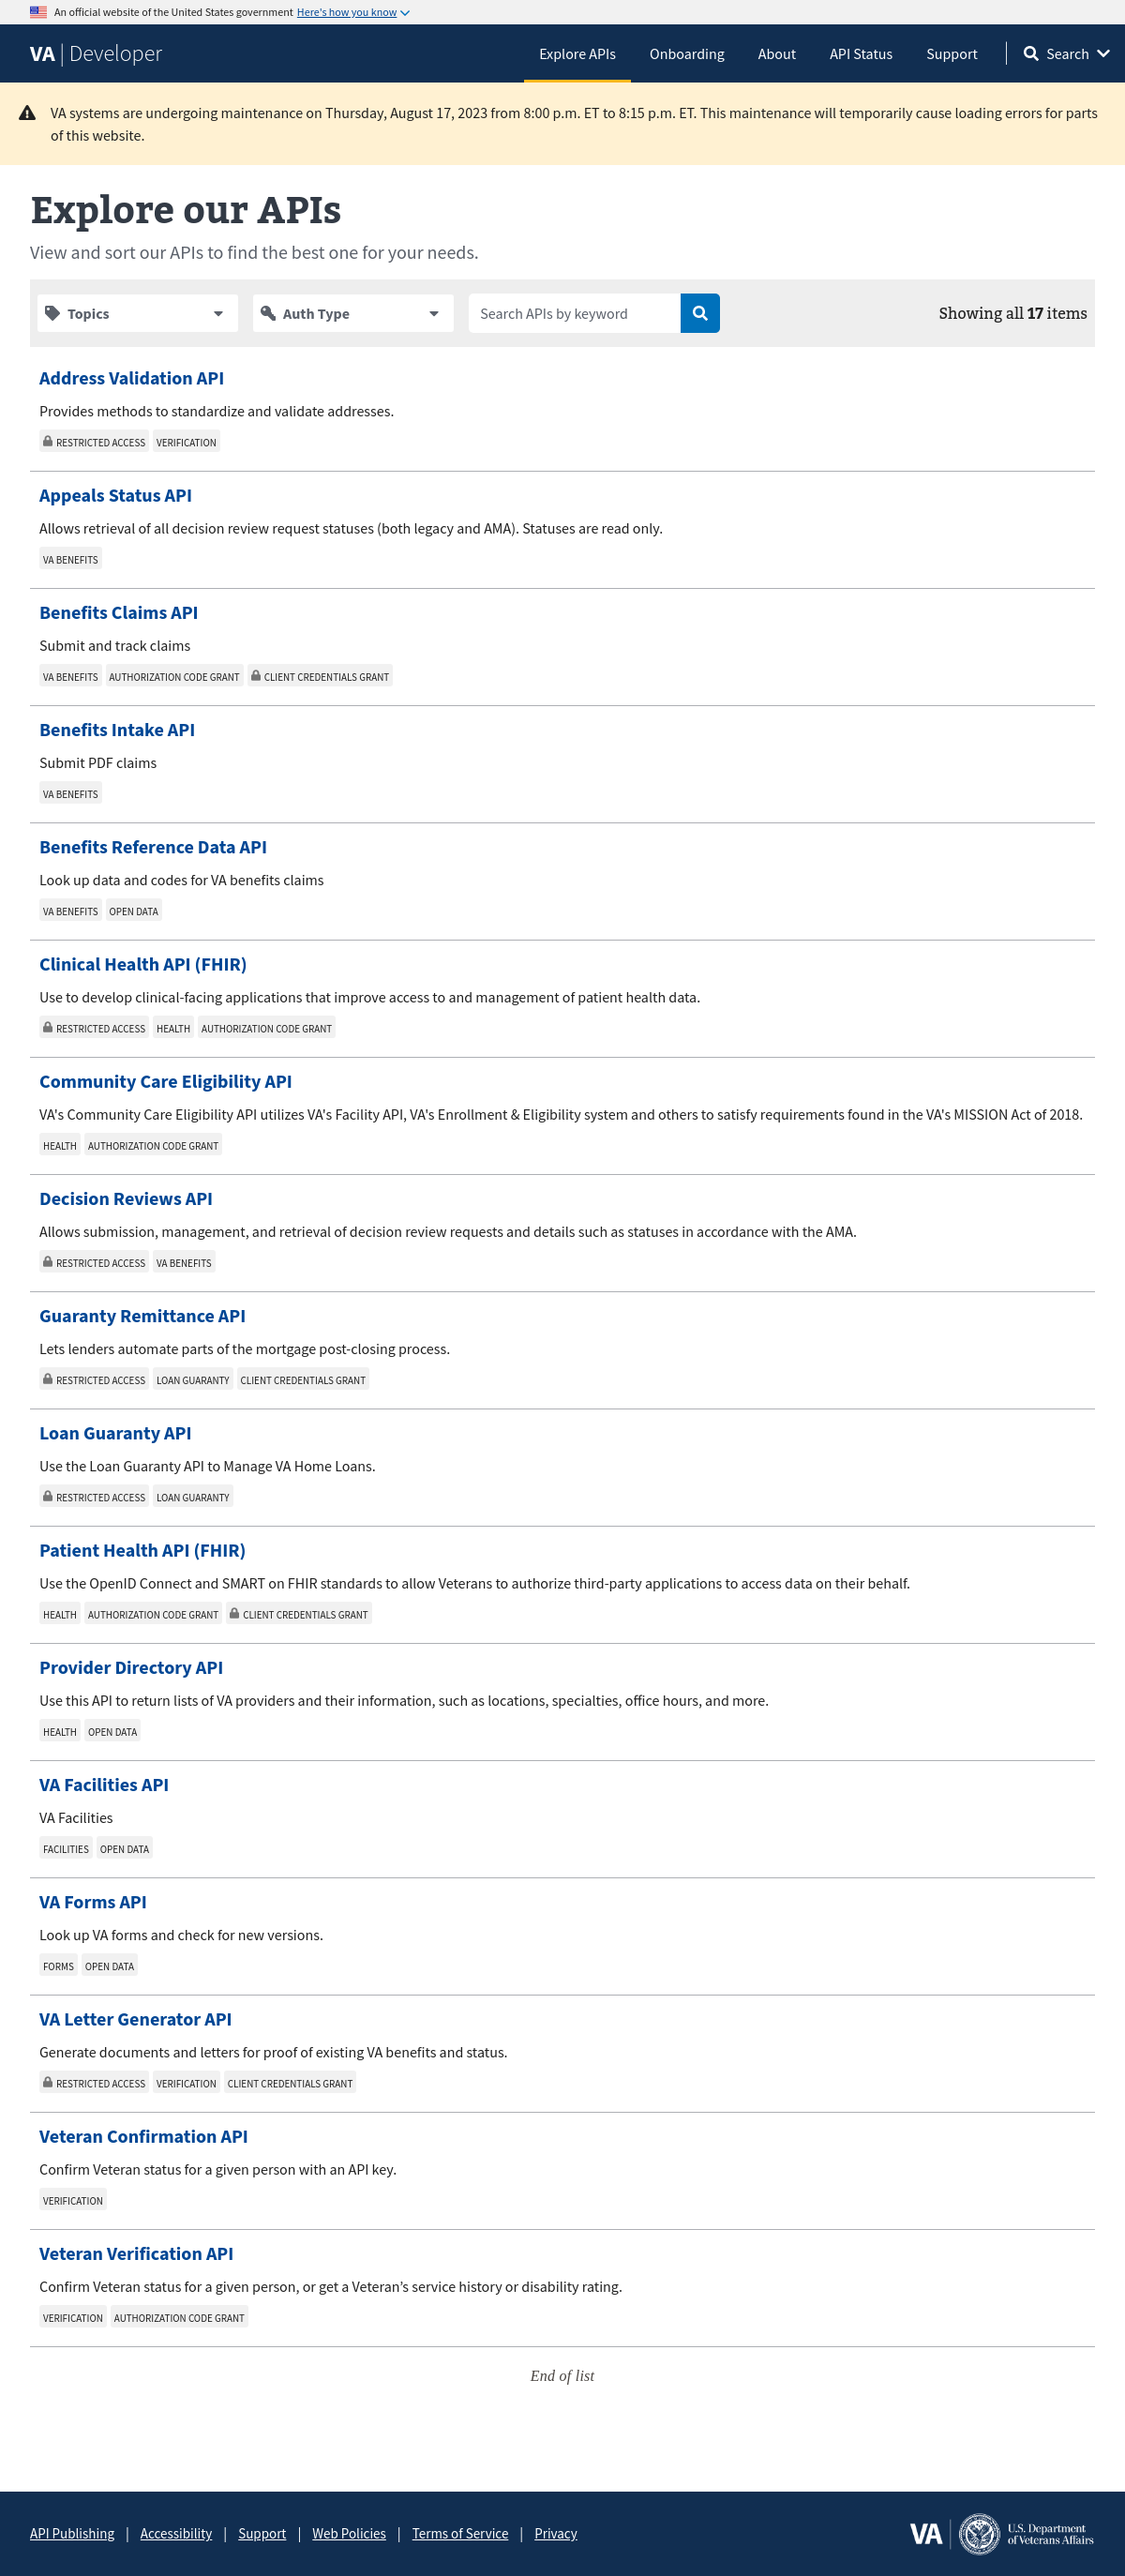 An official website of the United States government Here's how you know
VA | Developer
Explore APIs
Onboarding
About
API Status
Support
Search
VA systems are undergoing maintenance on Thursday, August 17, 2023 from 8:00 p.m. ET to 8:15 p.m. ET. This maintenance will temporarily cause loading errors for parts
of this website.
Explore our APIs
View and sort our APIs to find the best one for your needs.
Topics
Auth Type
Search APIs by keyword
Showing all 17 items
Address Validation API
Provides methods to standardize and validate addresses.
RESTRICTED ACCESS VERIFICATION
Appeals Status API
Allows retrieval of all decision review request statuses (both legacy and AMA). Statuses are read only.
VA BENEFITS
Benefits Claims API
Submit and track claims
VA BENEFITS AUTHORIZATION CODE GRANT CLIENT CREDENTIALS GRANT
Benefits Intake API
Submit PDF claims
VA BENEFITS
Benefits Reference Data API
Look up data and codes for VA benefits claims
VA BENEFITS OPEN DATA
Clinical Health API (FHIR)
Use to develop clinical-facing applications that improve access to and management of patient health data.
RESTRICTED ACCESS HEALTH AUTHORIZATION CODE GRANT
Community Care Eligibility API
VA's Community Care Eligibility API utilizes VA's Facility API, VA's Enrollment & Eligibility system and others to satisfy requirements found in the VA's MISSION Act of 2018.
HEALTH AUTHORIZATION CODE GRANT
Decision Reviews API
Allows submission, management, and retrieval of decision review requests and details such as statuses in accordance with the AMA.
RESTRICTED ACCESS VA BENEFITS
Guaranty Remittance API
Lets lenders automate parts of the mortgage post-closing process.
RESTRICTED ACCESS LOAN GUARANTY CLIENT CREDENTIALS GRANT
Loan Guaranty API
Use the Loan Guaranty API to Manage VA Home Loans.
RESTRICTED ACCESS LOAN GUARANTY
Patient Health API (FHIR)
Use the OpenID Connect and SMART on FHIR standards to allow Veterans to authorize third-party applications to access data on their behalf.
HEALTH AUTHORIZATION CODE GRANT CLIENT CREDENTIALS GRANT
Provider Directory API
Use this API to return lists of VA providers and their information, such as locations, specialties, office hours, and more.
HEALTH OPEN DATA
VA Facilities API
VA Facilities
FACILITIES OPEN DATA
VA Forms API
Look up VA forms and check for new versions.
FORMS OPEN DATA
VA Letter Generator API
Generate documents and letters for proof of existing VA benefits and status.
RESTRICTED ACCESS VERIFICATION CLIENT CREDENTIALS GRANT
Veteran Confirmation API
Confirm Veteran status for a given person with an API key.
VERIFICATION
Veteran Verification API
Confirm Veteran status for a given person, or get a Veteran’s service history or disability rating.
VERIFICATION AUTHORIZATION CODE GRANT
End of list
API Publishing | Accessibility | Support | Web Policies | Terms of Service | Privacy
VA
U.S. Department
of Veterans Affairs